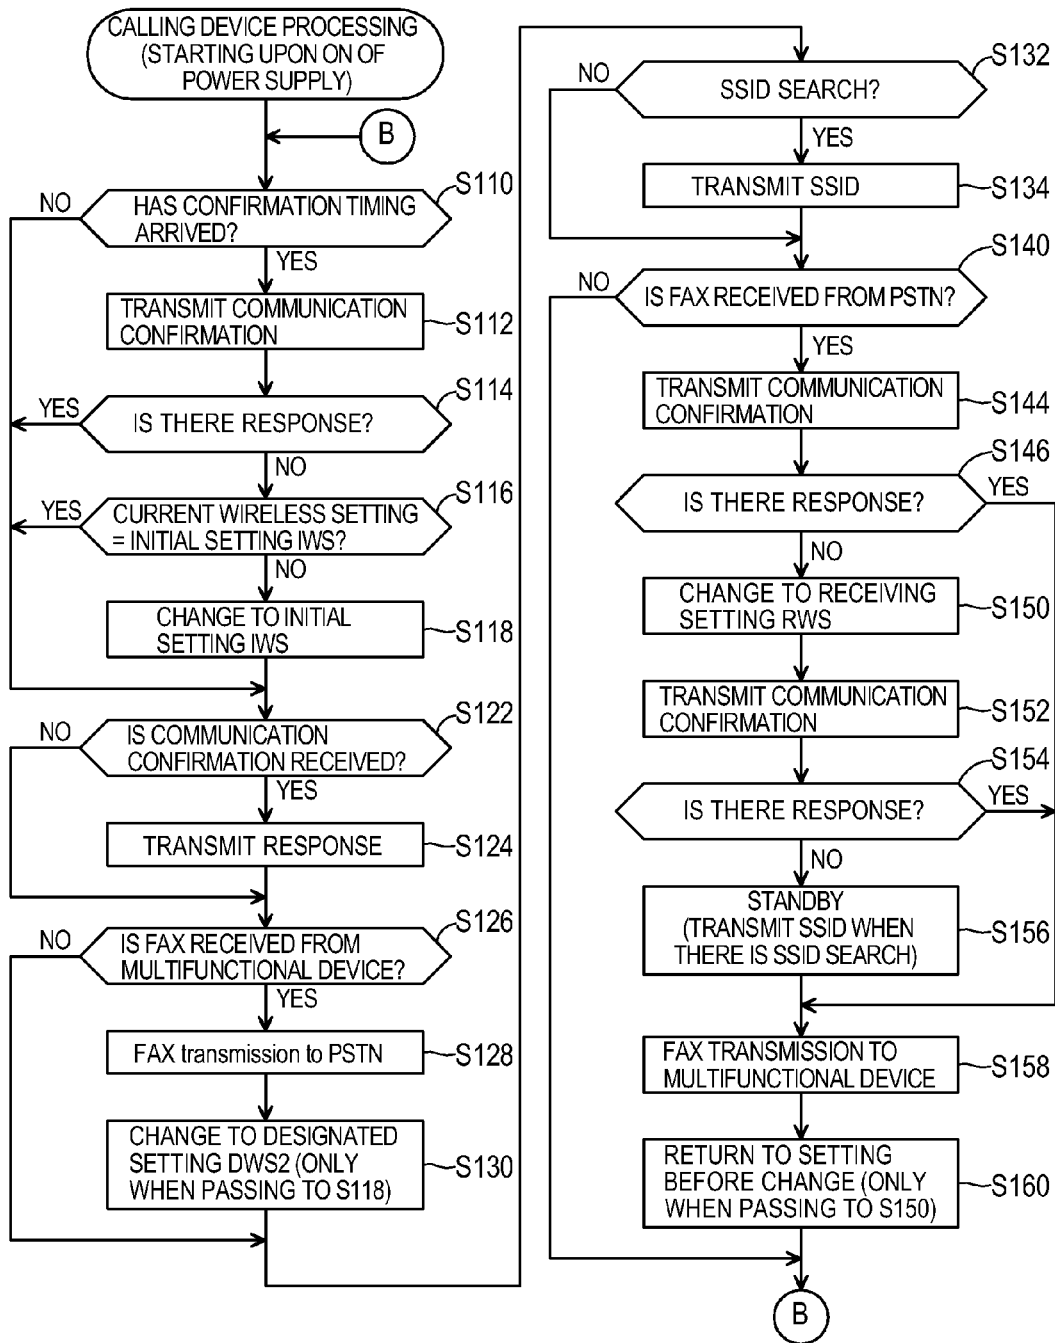 CALLING DEVICE PROCESSING
(STARTING UPON ON OF
POWER SUPPLY)
B
S110
NO
HAS CONFIRMATION TIMING
ARRIVED?
YES
TRANSMIT COMMUNICATION
CONFIRMATION
S112
S114
YES
IS THERE RESPONSE?
NO
S116
YES
CURRENT WIRELESS SETTING
= INITIAL SETTING IWS?
NO
CHANGE TO INITIAL
SETTING IWS
S118
S122
NO
IS COMMUNICATION
CONFIRMATION RECEIVED?
YES
TRANSMIT RESPONSE
S124
S126
NO
IS FAX RECEIVED FROM
MULTIFUNCTIONAL DEVICE?
YES
FAX transmission to PSTN
S128
CHANGE TO DESIGNATED
SETTING DWS2 (ONLY
WHEN PASSING TO S118)
S130
S132
NO
SSID SEARCH?
YES
TRANSMIT SSID
S134
S140
NO
IS FAX RECEIVED FROM PSTN?
YES
TRANSMIT COMMUNICATION
CONFIRMATION
S144
S146
YES
IS THERE RESPONSE?
NO
CHANGE TO RECEIVING
SETTING RWS
S150
TRANSMIT COMMUNICATION
CONFIRMATION
S152
S154
YES
IS THERE RESPONSE?
NO
STANDBY
(TRANSMIT SSID WHEN
THERE IS SSID SEARCH)
S156
FAX TRANSMISSION TO
MULTIFUNCTIONAL DEVICE
S158
RETURN TO SETTING
BEFORE CHANGE (ONLY
WHEN PASSING TO S150)
S160
B